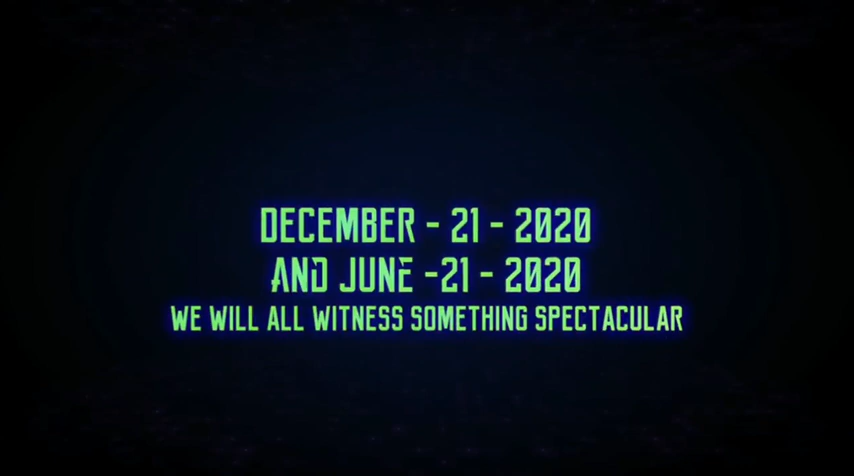 DECEMBER - 21 - 2020
AND JUNE -21 - 2020
WE WILL ALL WITNESS SOMETHING SPECTACULAR